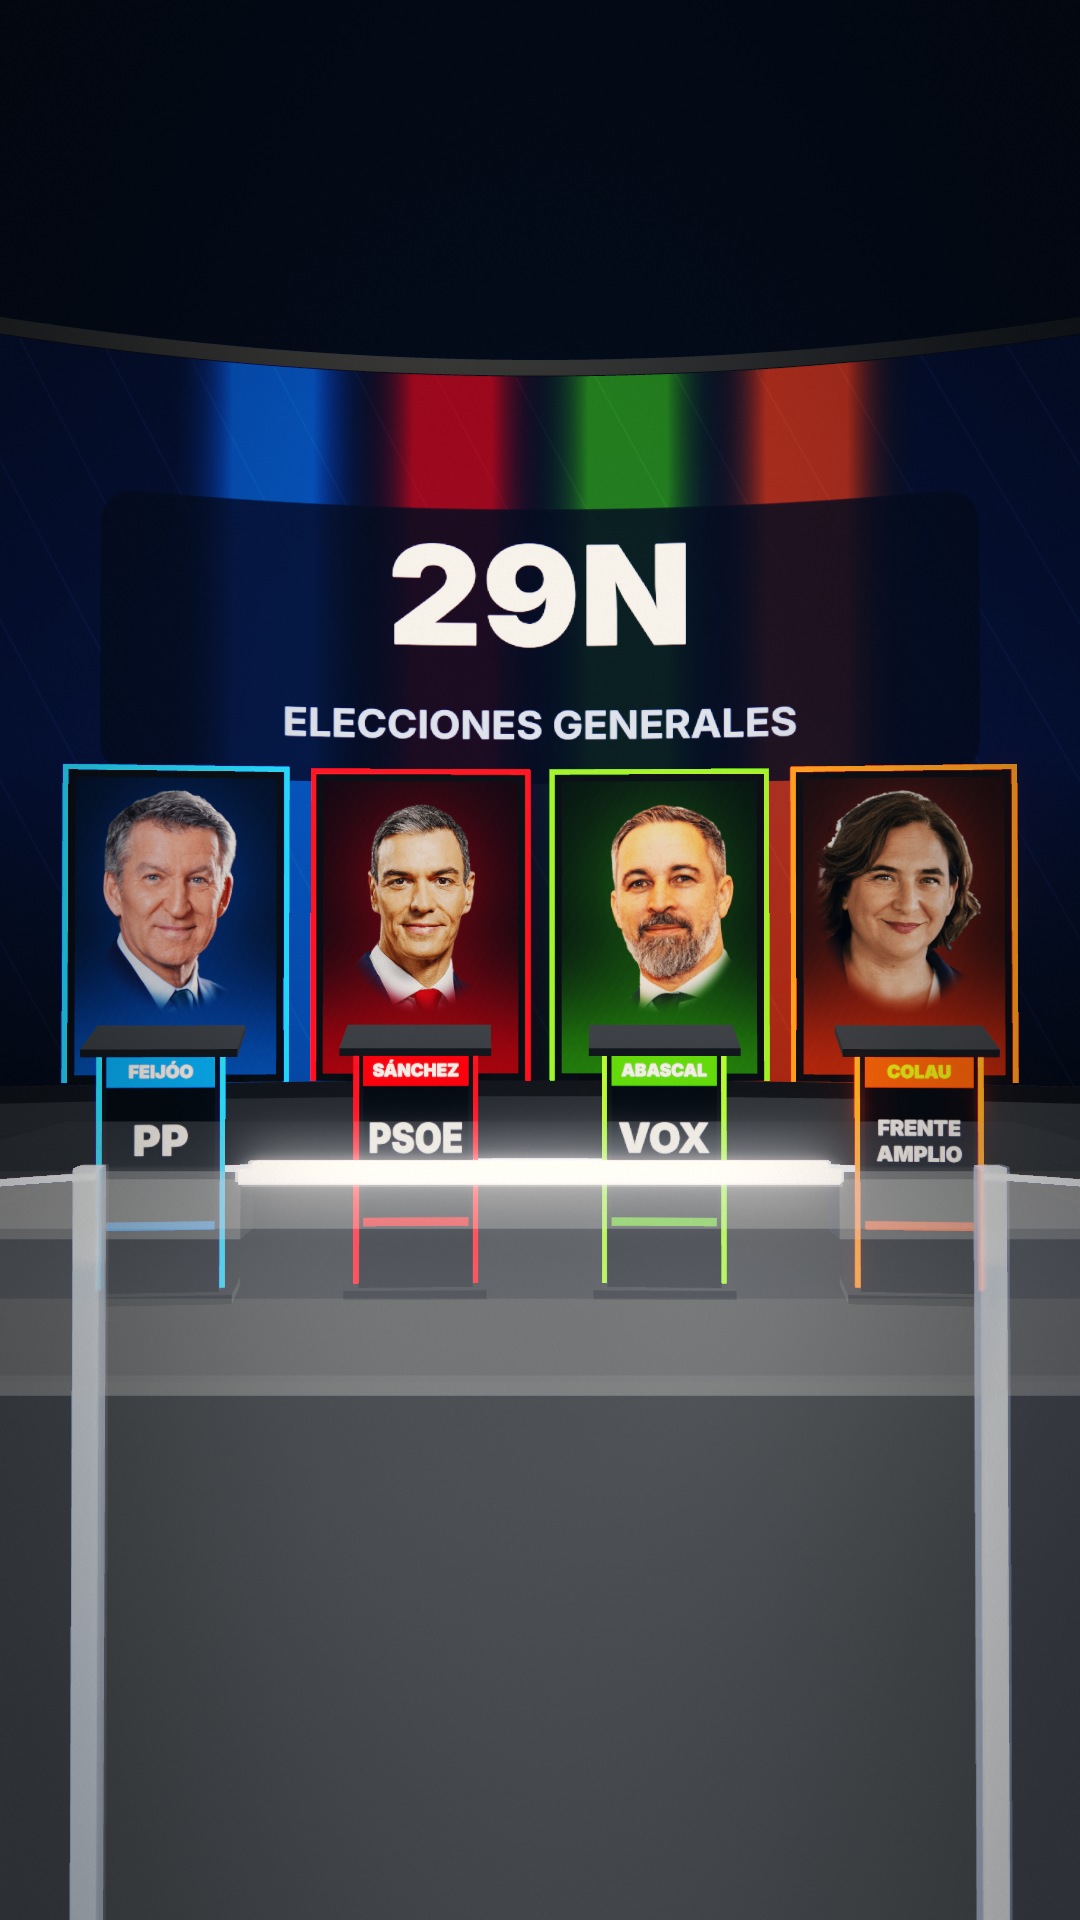 29N
ELECCIONES GENERALES
FEIJÓO
SÁNCHEZ
ABASCAL
COLAU
PP
PSOE
VOX
FRENTE
AMPLIO